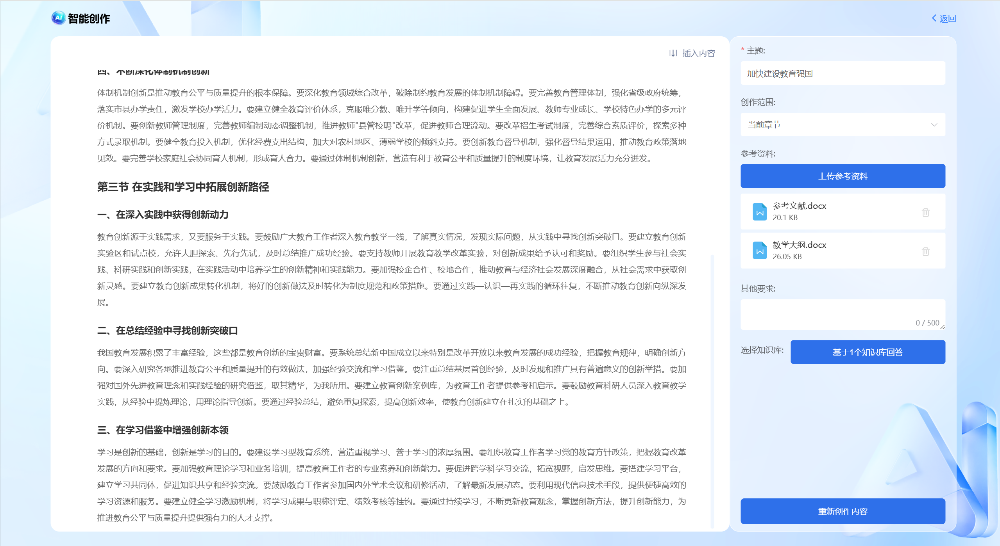 AI 智能创作
返回
插入内容
四、不断深化体制机制创新
体制机制创新是推动教育公平与质量提升的根本保障。要深化教育领域综合改革，破除制约教育发展的体制机制障碍。要完善教育管理体制，强化省级政府统筹，
落实市县办学责任，激发学校办学活力。要建立健全教育评价体系，克服唯分数、唯升学等倾向，构建促进学生全面发展、教师专业成长、学校特色办学的多元评
价机制。要创新教师管理制度，完善教师编制动态调整机制，推进教师"县管校聘"改革，促进教师合理流动。要改革招生考试制度，完善综合素质评价，探索多种
方式录取机制。要健全教育投入机制，优化经费支出结构，加大对农村地区、薄弱学校的倾斜支持。要创新教育督导机制，强化督导结果运用，推动教育政策落地
见效。要完善学校家庭社会协同育人机制，形成育人合力。要通过体制机制创新，营造有利于教育公平和质量提升的制度环境，让教育发展活力充分迸发。
第三节 在实践和学习中拓展创新路径
一、在深入实践中获得创新动力
教育创新源于实践需求，又要服务于实践。要鼓励广大教育工作者深入教育教学一线，了解真实情况，发现实际问题，从实践中寻找创新突破口。要建立教育创新
实验区和试点校，允许大胆探索、先行先试，及时总结推广成功经验。要支持教师开展教育教学改革实验，对创新成果给予认可和奖励。要组织学生参与社会实
践、科研实践和创新实践，在实践活动中培养学生的创新精神和实践能力。要加强校企合作、校地合作，推动教育与经济社会发展深度融合，从社会需求中获取创
新灵感。要建立教育创新成果转化机制，将好的创新做法及时转化为制度规范和政策措施。要通过实践—认识—再实践的循环往复，不断推动教育创新向纵深发
展。
二、在总结经验中寻找创新突破口
我国教育发展积累了丰富经验，这些都是教育创新的宝贵财富。要系统总结新中国成立以来特别是改革开放以来教育发展的成功经验，把握教育规律，明确创新方
向。要深入研究各地推进教育公平和质量提升的有效做法，加强经验交流和学习借鉴。要注重总结基层首创经验，及时发现和推广具有普遍意义的创新举措。要加
强对国外先进教育理念和实践经验的研究借鉴，取其精华，为我所用。要建立教育创新案例库，为教育工作者提供参考和启示。要鼓励教育科研人员深入教育教学
实践，从经验中提炼理论，用理论指导创新。要通过经验总结，避免重复探索，提高创新效率，使教育创新建立在扎实的基础之上。
三、在学习借鉴中增强创新本领
学习是创新的基础，创新是学习的目的。要建设学习型教育系统，营造重视学习、善于学习的浓厚氛围。要组织教育工作者学习党的教育方针政策，把握教育改革
发展的方向和要求。要加强教育理论学习和业务培训，提高教育工作者的专业素养和创新能力。要促进跨学科学习交流，拓宽视野，启发思维。要搭建学习平台，
建立学习共同体，促进知识共享和经验交流。要鼓励教育工作者参加国内外学术会议和研修活动，了解最新发展动态。要利用现代信息技术手段，提供便捷高效的
学习资源和服务。要建立健全学习激励机制，将学习成果与职称评定、绩效考核等挂钩。要通过持续学习，不断更新教育观念，掌握创新方法，提升创新能力，为
推进教育公平与质量提升提供强有力的人才支撑。
* 主题:
加快建设教育强国
创作范围:
当前章节
参考资料:
上传参考资料
参考文献.docx
20.1 KB
教学大纲.docx
26.05 KB
其他要求:
0 / 500
选择知识库:
基于1个知识库回答
重新创作内容